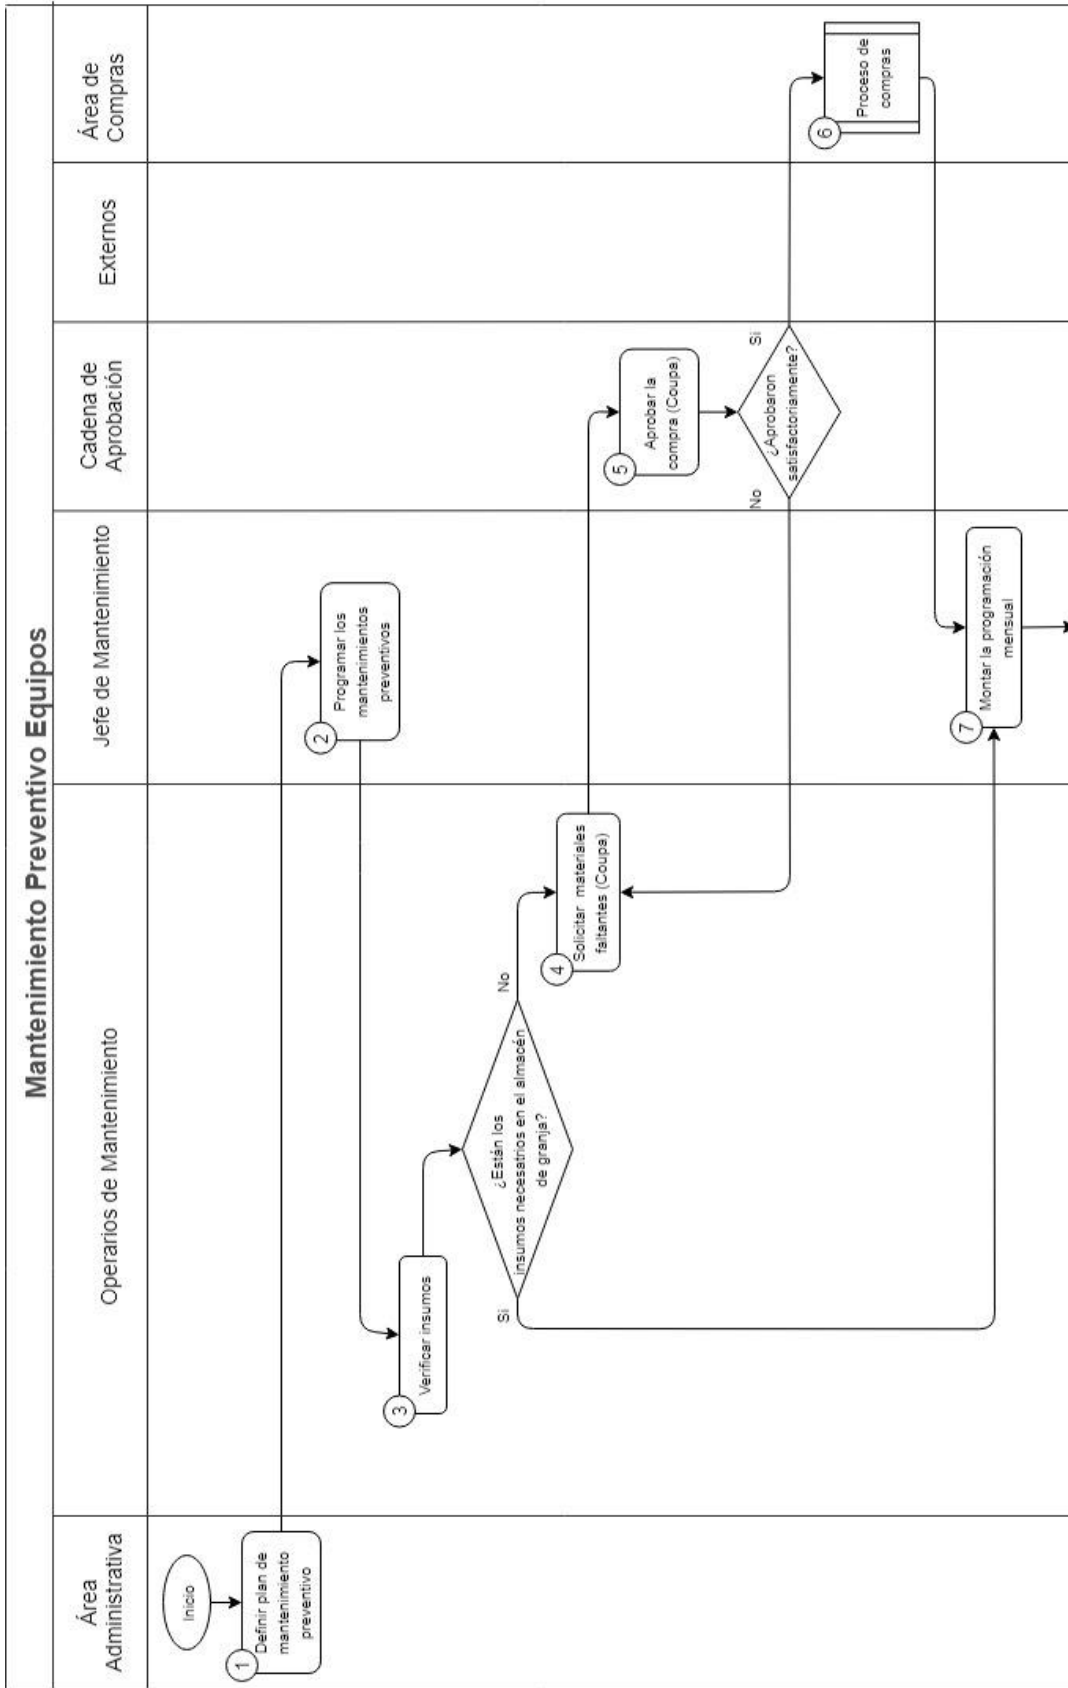 Mantenimiento Preventivo Equipos
Área
Administrativa
Operarios de Mantenimiento
Jefe de Mantenimiento
Cadena de
Aprobación
Externos
Área de
Compras
Inicio
1
Definir plan de
mantenimiento
preventivo
2
Programar los
mantenimientos
preventivos
3
Verificar insumos
¿Están los
insumos necesatrios en el almacén
de granja?
Si
No
4
Solicitar materiales
faltantes (Coupa)
5
Aprobar la
compra (Coupa)
¿Aprobaron
satisfactoriamente?
No
Si
6
Proceso de
compras
7
Montar la programación
mensual